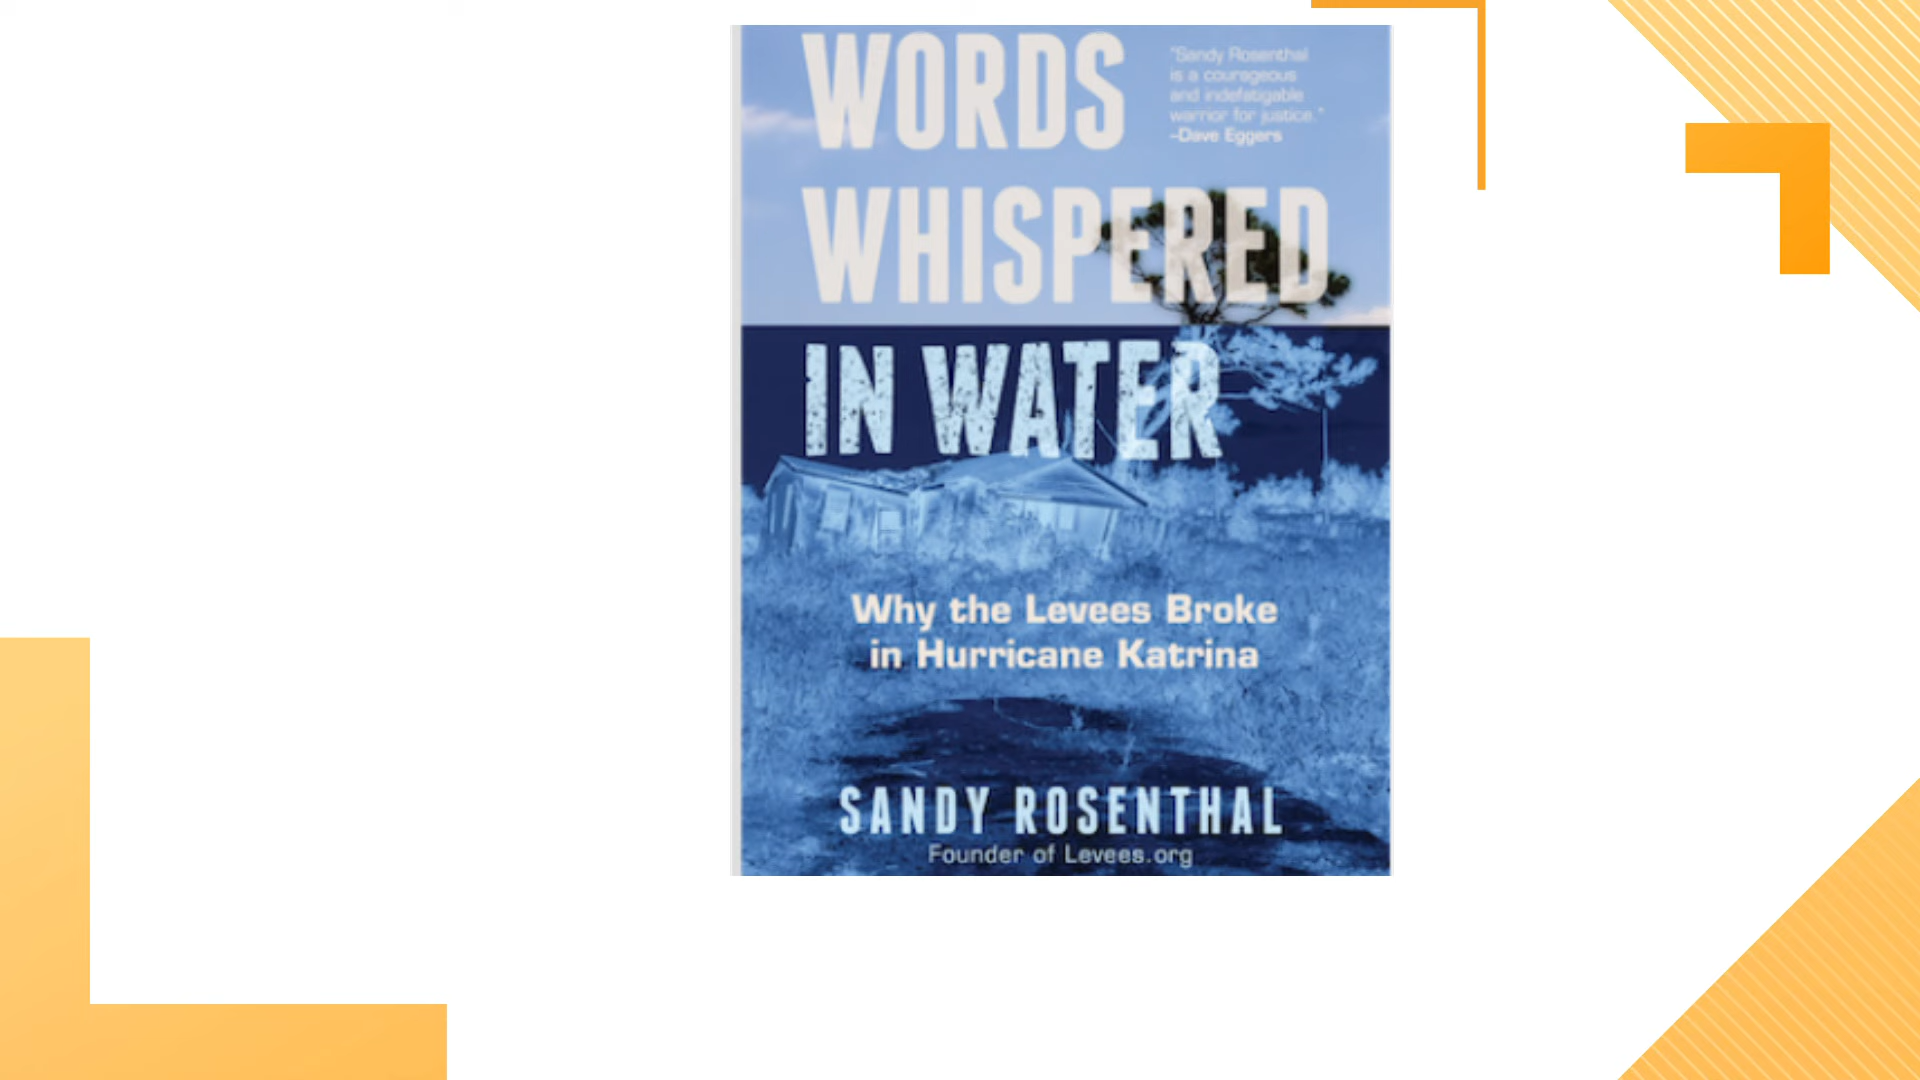 WORDS
WHISPERED
IN WATER
"Sandy Rosenthal
is a courageous
and indefatigable
warrior for justice."
–Dave Eggers
Why the Levees Broke
in Hurricane Katrina
SANDY ROSENTHAL
Founder of Levees.org